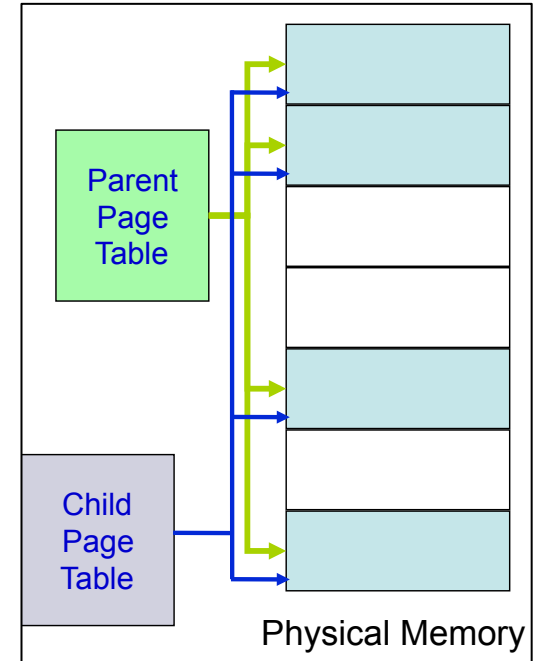 Parent
Page
Table
Child
Page
Table
Physical Memory